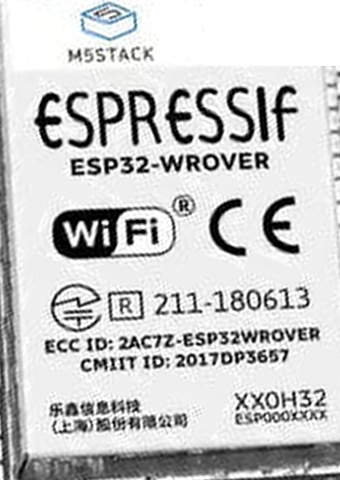 M5STACK
ESPRESSIF
ESP32-WROVER
WiFi® CE
R 211-180613
ECC ID: 2AC7Z-ESP32WROVER
CMIIT ID: 2017DP3657
乐鑫信息科技
(上海)股份有限公司
XX0H32
ESP000XXXX